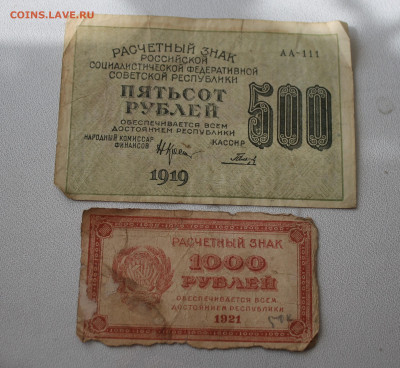 COINS.LAVE.RU
РАСЧЕТНЫЙ ЗНАК
РОССИЙСКОЙ
СОЦИАЛИСТИЧЕСКОЙ ФЕДЕРАТИВНОЙ
СОВЕТСКОЙ РЕСПУБЛИКИ
АА-111
ПЯТЬСОТ
РУБЛЕЙ
500
ОБЕСПЕЧИВАЕТСЯ ВСЕМ
ДОСТОЯНИЕМ РЕСПУБЛИКИ
НАРОДНЫЙ КОМИССАР
ФИНАНСОВ
КАССИР
1919
РАСЧЕТНЫЙ ЗНАК
1000
РУБЛЕЙ
ОБЕСПЕЧИВАЕТСЯ ВСЕМ
ДОСТОЯНИЕМ РЕСПУБЛИКИ
1921